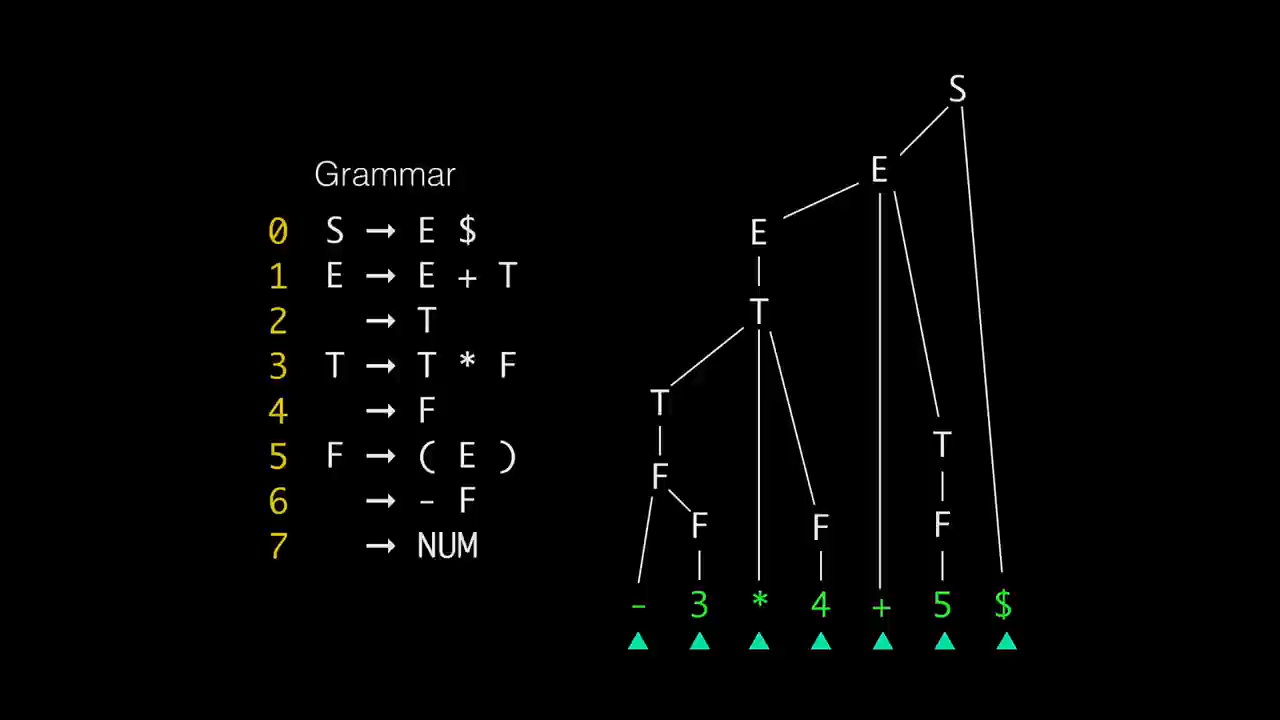 Grammar
0 S → E $
1 E → E + T
2 → T
3 T → T * F
4 → F
5 F → ( E )
6 → - F
7 → NUM
S
E
E
T
T
T
F
F F F
- 3 * 4 + 5 $